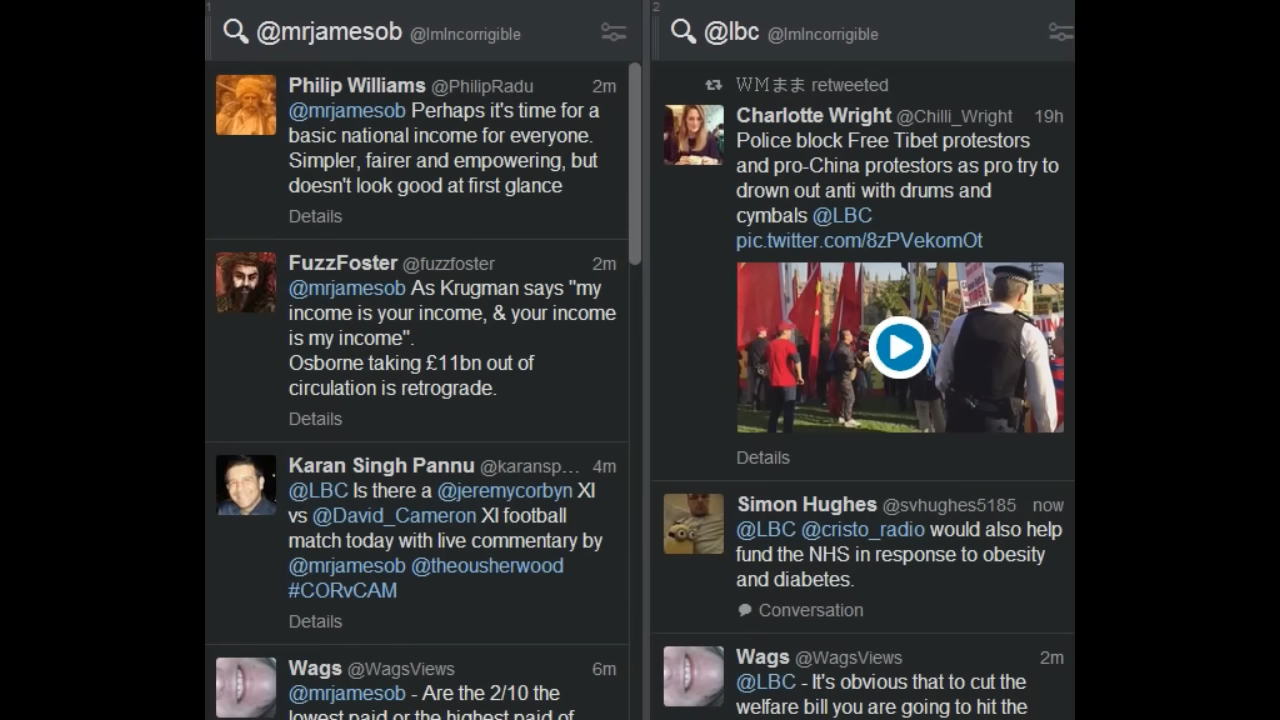 1
@mrjamesob @ImIncorrigible
Philip Williams @PhilipRadu 2m
@mrjamesob Perhaps it's time for a
basic national income for everyone.
Simpler, fairer and empowering, but
doesn't look good at first glance
Details
FuzzFoster @fuzzfoster 2m
@mrjamesob As Krugman says "my
income is your income, & your income
is my income".
Osborne taking £11bn out of
circulation is retrograde.
Details
Karan Singh Pannu @karansp... 4m
@LBC Is there a @jeremycorbyn XI
vs @David_Cameron XI football
match today with live commentary by
@mrjamesob @theousherwood
#CORvCAM
Details
Wags @WagsViews 6m
@mrjamesob - Are the 2/10 the
lowest paid or the highest paid of
2
@lbc @ImIncorrigible
WMまま retweeted
Charlotte Wright @Chilli_Wright 19h
Police block Free Tibet protestors
and pro-China protestors as pro try to
drown out anti with drums and
cymbals @LBC
pic.twitter.com/8zPVekomOt
Details
Simon Hughes @svhughes5185 now
@LBC @cristo_radio would also help
fund the NHS in response to obesity
and diabetes.
Conversation
Wags @WagsViews 2m
@LBC - It's obvious that to cut the
welfare bill you are going to hit the